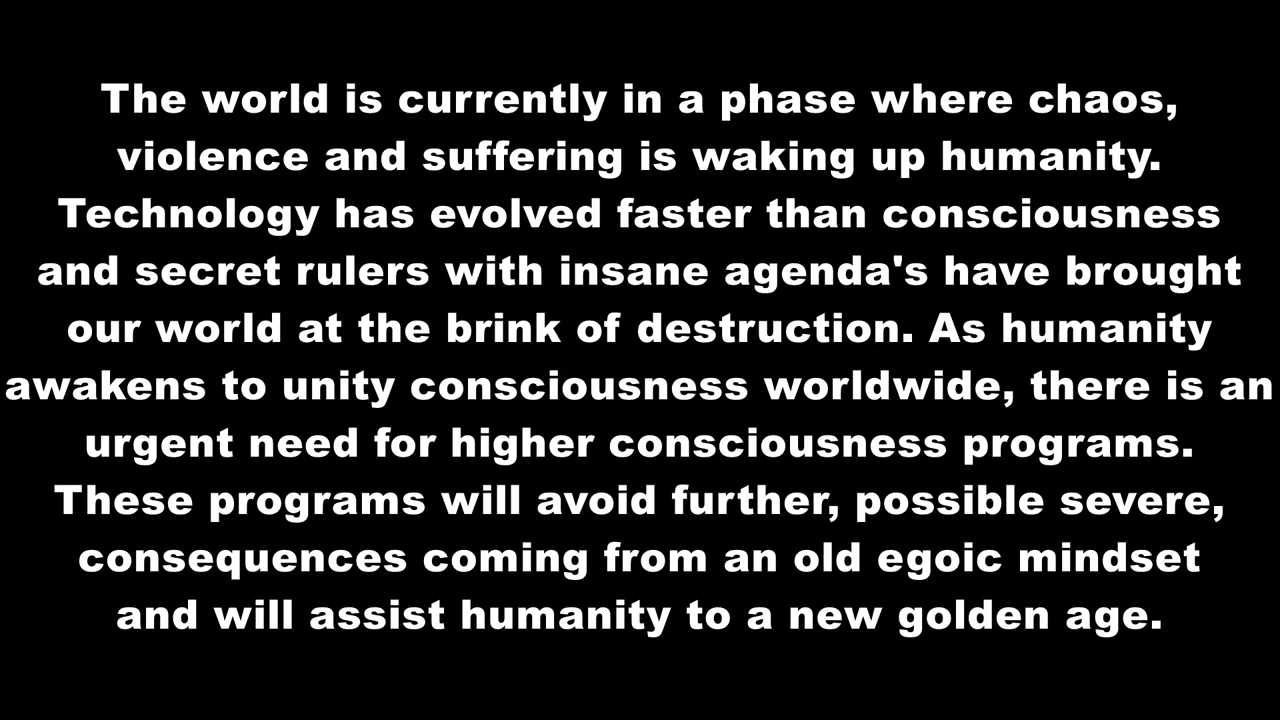 The world is currently in a phase where chaos,
violence and suffering is waking up humanity.
Technology has evolved faster than consciousness
and secret rulers with insane agenda's have brought
our world at the brink of destruction. As humanity
awakens to unity consciousness worldwide, there is an
urgent need for higher consciousness programs.
These programs will avoid further, possible severe,
consequences coming from an old egoic mindset
and will assist humanity to a new golden age.